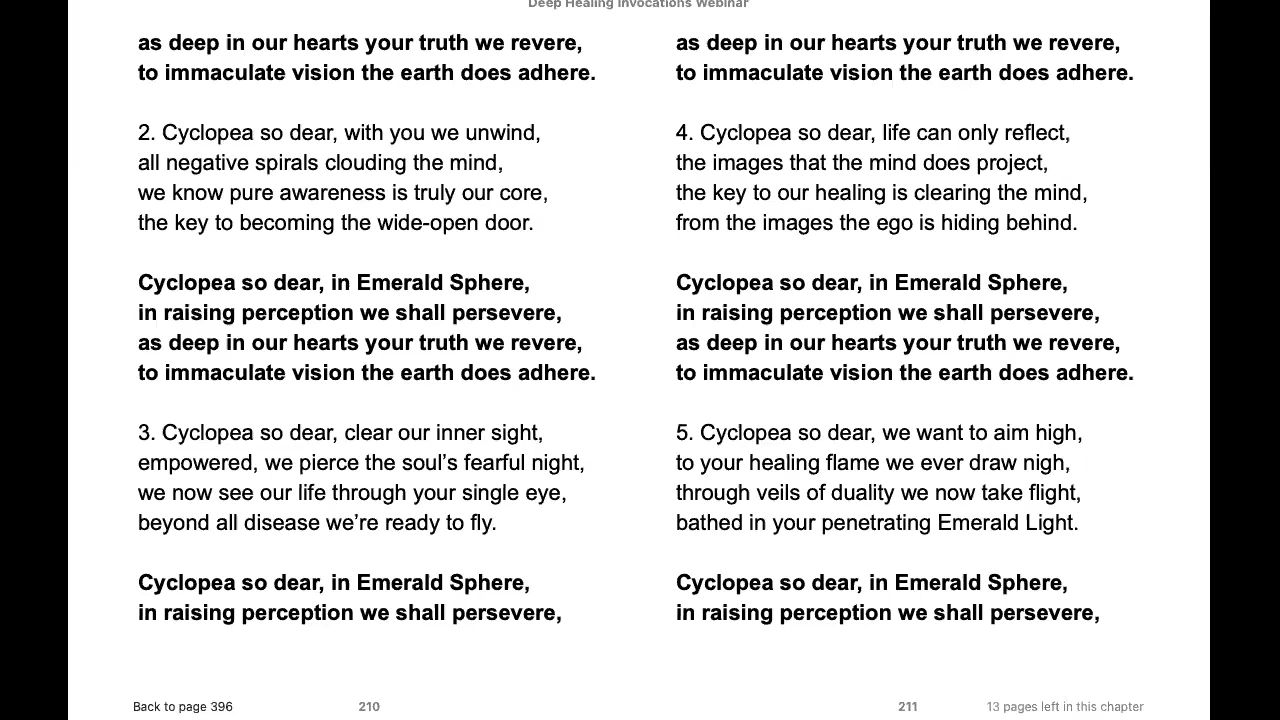 Deep Healing Invocations Webinar
as deep in our hearts your truth we revere,
to immaculate vision the earth does adhere.
2. Cyclopea so dear, with you we unwind,
all negative spirals clouding the mind,
we know pure awareness is truly our core,
the key to becoming the wide-open door.
Cyclopea so dear, in Emerald Sphere,
in raising perception we shall persevere,
as deep in our hearts your truth we revere,
to immaculate vision the earth does adhere.
3. Cyclopea so dear, clear our inner sight,
empowered, we pierce the soul’s fearful night,
we now see our life through your single eye,
beyond all disease we’re ready to fly.
Cyclopea so dear, in Emerald Sphere,
in raising perception we shall persevere,
as deep in our hearts your truth we revere,
to immaculate vision the earth does adhere.
4. Cyclopea so dear, life can only reflect,
the images that the mind does project,
the key to our healing is clearing the mind,
from the images the ego is hiding behind.
Cyclopea so dear, in Emerald Sphere,
in raising perception we shall persevere,
as deep in our hearts your truth we revere,
to immaculate vision the earth does adhere.
5. Cyclopea so dear, we want to aim high,
to your healing flame we ever draw nigh,
through veils of duality we now take flight,
bathed in your penetrating Emerald Light.
Cyclopea so dear, in Emerald Sphere,
in raising perception we shall persevere,
Back to page 396
210
211
13 pages left in this chapter